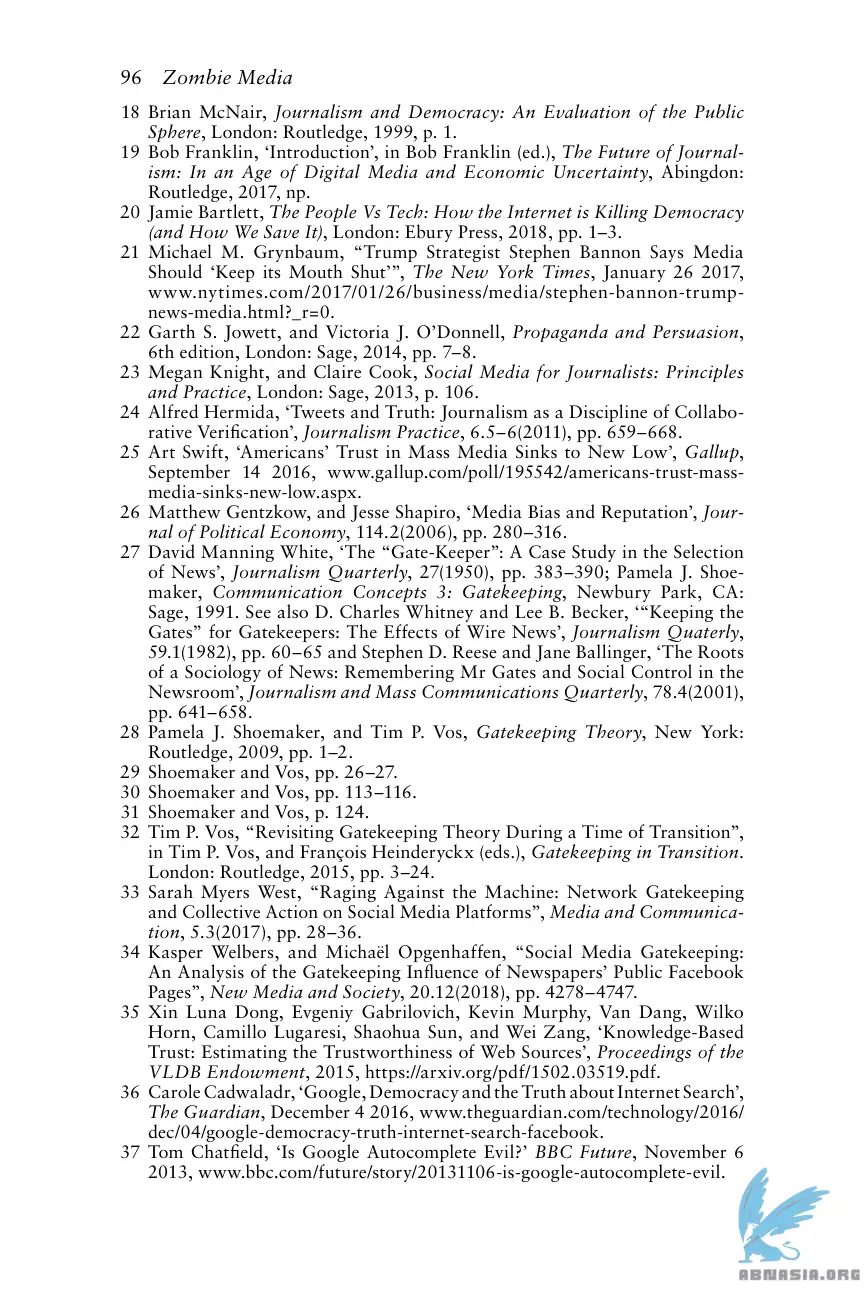 96 Zombie Media
18 Brian McNair, Journalism and Democracy: An Evaluation of the Public
Sphere, London: Routledge, 1999, p. 1.
19 Bob Franklin, ‘Introduction’, in Bob Franklin (ed.), The Future of Journal-
ism: In an Age of Digital Media and Economic Uncertainty, Abingdon:
Routledge, 2017, np.
20 Jamie Bartlett, The People Vs Tech: How the Internet is Killing Democracy
(and How We Save It), London: Ebury Press, 2018, pp. 1–3.
21 Michael M. Grynbaum, “Trump Strategist Stephen Bannon Says Media
Should ‘Keep its Mouth Shut’”, The New York Times, January 26 2017,
www.nytimes.com/2017/01/26/business/media/stephen-bannon-trump-
news-media.html?_r=0.
22 Garth S. Jowett, and Victoria J. O’Donnell, Propaganda and Persuasion,
6th edition, London: Sage, 2014, pp. 7–8.
23 Megan Knight, and Claire Cook, Social Media for Journalists: Principles
and Practice, London: Sage, 2013, p. 106.
24 Alfred Hermida, ‘Tweets and Truth: Journalism as a Discipline of Collabo-
rative Verification’, Journalism Practice, 6.5–6(2011), pp. 659–668.
25 Art Swift, ‘Americans’ Trust in Mass Media Sinks to New Low’, Gallup,
September 14 2016, www.gallup.com/poll/195542/americans-trust-mass-
media-sinks-new-low.aspx.
26 Matthew Gentzkow, and Jesse Shapiro, ‘Media Bias and Reputation’, Jour-
nal of Political Economy, 114.2(2006), pp. 280–316.
27 David Manning White, ‘The “Gate-Keeper”: A Case Study in the Selection
of News’, Journalism Quarterly, 27(1950), pp. 383–390; Pamela J. Shoe-
maker, Communication Concepts 3: Gatekeeping, Newbury Park, CA:
Sage, 1991. See also D. Charles Whitney and Lee B. Becker, ‘“Keeping the
Gates” for Gatekeepers: The Effects of Wire News’, Journalism Quaterly,
59.1(1982), pp. 60–65 and Stephen D. Reese and Jane Ballinger, ‘The Roots
of a Sociology of News: Remembering Mr Gates and Social Control in the
Newsroom’, Journalism and Mass Communications Quarterly, 78.4(2001),
pp. 641–658.
28 Pamela J. Shoemaker, and Tim P. Vos, Gatekeeping Theory, New York:
Routledge, 2009, pp. 1–2.
29 Shoemaker and Vos, pp. 26–27.
30 Shoemaker and Vos, pp. 113–116.
31 Shoemaker and Vos, p. 124.
32 Tim P. Vos, “Revisiting Gatekeeping Theory During a Time of Transition”,
in Tim P. Vos, and François Heinderyckx (eds.), Gatekeeping in Transition.
London: Routledge, 2015, pp. 3–24.
33 Sarah Myers West, “Raging Against the Machine: Network Gatekeeping
and Collective Action on Social Media Platforms”, Media and Communica-
tion, 5.3(2017), pp. 28–36.
34 Kasper Welbers, and Michaël Opgenhaffen, “Social Media Gatekeeping:
An Analysis of the Gatekeeping Influence of Newspapers’ Public Facebook
Pages”, New Media and Society, 20.12(2018), pp. 4278–4747.
35 Xin Luna Dong, Evgeniy Gabrilovich, Kevin Murphy, Van Dang, Wilko
Horn, Camillo Lugaresi, Shaohua Sun, and Wei Zang, ‘Knowledge-Based
Trust: Estimating the Trustworthiness of Web Sources’, Proceedings of the
VLDB Endowment, 2015, https://arxiv.org/pdf/1502.03519.pdf.
36 Carole Cadwaladr, ‘Google, Democracy and the Truth about Internet Search’,
The Guardian, December 4 2016, www.theguardian.com/technology/2016/
dec/04/google-democracy-truth-internet-search-facebook.
37 Tom Chatfield, ‘Is Google Autocomplete Evil?’ BBC Future, November 6
2013, www.bbc.com/future/story/20131106-is-google-autocomplete-evil.
ABNASIA.ORG